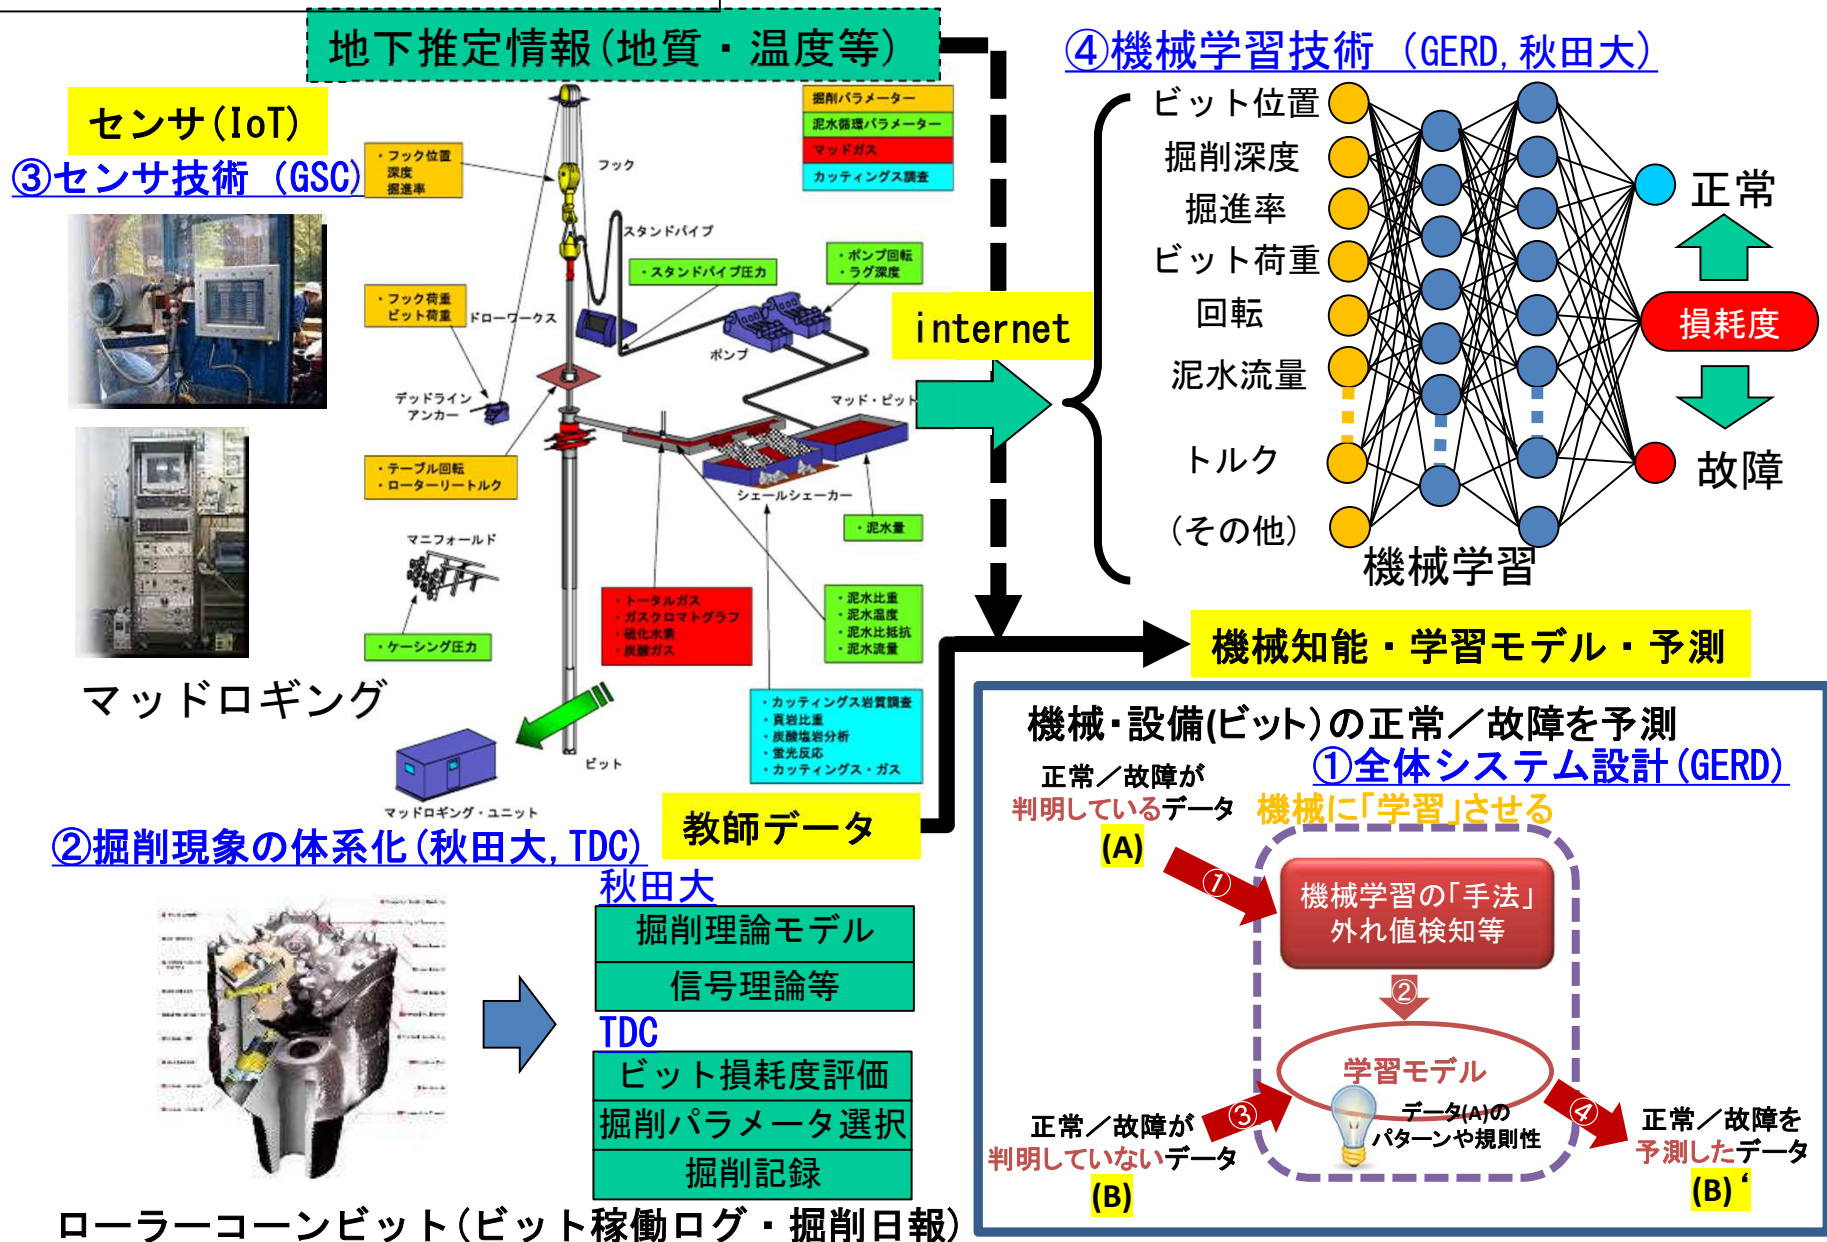 地下推定情報(地質・温度等)
センサ(IoT)
③センサ技術 (GSC)
マッドロギング
掘削パラメーター
泥水循環パラメーター
マッドガス
カッティングス調査
・フック位置
深度
掘進率
フック
スタンドパイプ
・スタンドパイプ圧力
・ポンプ回転
・ラグ深度
・フック荷重
ビット荷重
ドローワークス
ポンプ
デッドライン
アンカー
マッド・ピット
・テーブル回転
・ローターリートルク
シェールシェーカー
・泥水量
マニフォールド
・ケーシング圧力
・トータルガス
・ガスクロマトグラフ
・硫化水素
・炭酸ガス
・泥水比重
・泥水温度
・泥水比抵抗
・泥水流量
・カッティングス岩質調査
・頁岩比重
・炭酸塩岩分析
・蛍光反応
・カッティングス・ガス
ビット
マッドロギング・ユニット
internet
④機械学習技術 (GERD,秋田大)
ビット位置
掘削深度
掘進率
ビット荷重
回転
泥水流量
トルク
(その他)
機械学習
正常
損耗度
故障
機械知能・学習モデル・予測
教師データ
②掘削現象の体系化(秋田大,TDC)
秋田大
掘削理論モデル
信号理論等
TDC
ビット損耗度評価
掘削パラメータ選択
掘削記録
ローラーコーンビット(ビット稼働ログ・掘削日報)
機械・設備(ビット)の正常／故障を予測
①全体システム設計(GERD)
正常／故障が
判明しているデータ
(A)
機械に「学習」させる
①
機械学習の「手法」
外れ値検知等
②
学習モデル
データ(A)の
パターンや規則性
③
④
正常／故障が
判明していないデータ
(B)
正常／故障を
予測したデータ
(B)‘